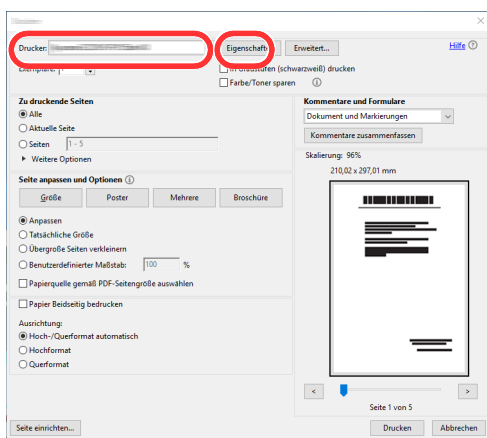 Drucker:
Eigenschaft
Erweitert...
Hilfe
Exemplare:
In Graustufen (schwarzweiß) drucken
Farbe/Toner sparen
Zu druckende Seiten
Alle
Aktuelle Seite
Seiten 1 - 5
Weitere Optionen
Kommentare und Formulare
Dokument und Markierungen
Kommentare zusammenfassen
Skalierung: 96%
210,02 x 297,01 mm
Seite anpassen und Optionen
Größe Poster Mehrere Broschüre
Anpassen
Tatsächliche Größe
Übergroße Seiten verkleinern
Benutzerdefinierter Maßstab: 100 %
Papierquelle gemäß PDF-Seitengröße auswählen
Papier Beidseitig bedrucken
Ausrichtung:
Hoch-/Querformat automatisch
Hochformat
Querformat
< >
Seite 1 von 5
Seite einrichten... Drucken Abbrechen